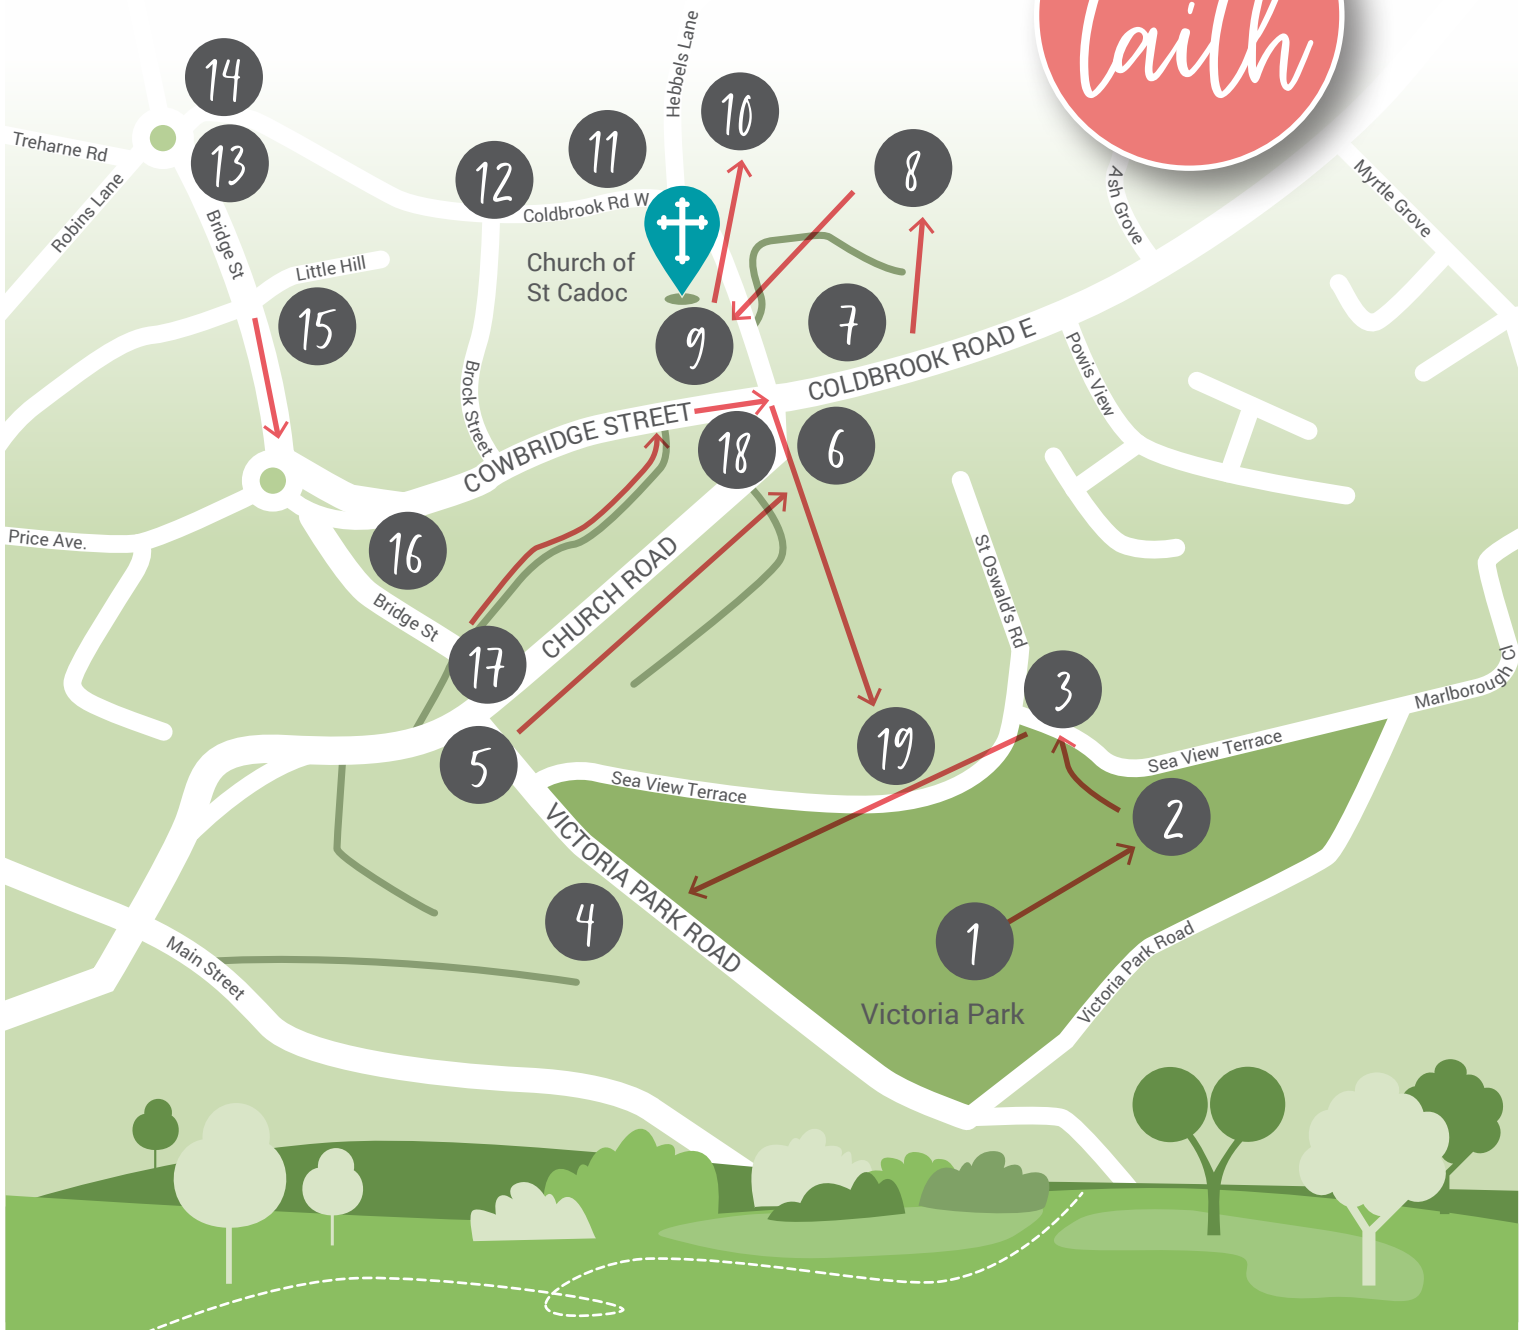 laith
14
Hebbels Lane
10
Treharne Rd
13
11
12
8
Coldbrook Rd W
Ash Grove
Myrtle Grove
Robins Lane
Bridge St
Little Hill
Church of
St Cadoc
15
9
7
COLDBROOK ROAD E
Powis View
Brock Street
COWBRIDGE STREET
18
6
Price Ave.
16
CHURCH ROAD
St Oswald's Rd
Bridge St
17
3
Marlborough Cl
5
19
Sea View Terrace
Sea View Terrace
2
VICTORIA PARK ROAD
4
1
Main Street
Victoria Park Road
Victoria Park